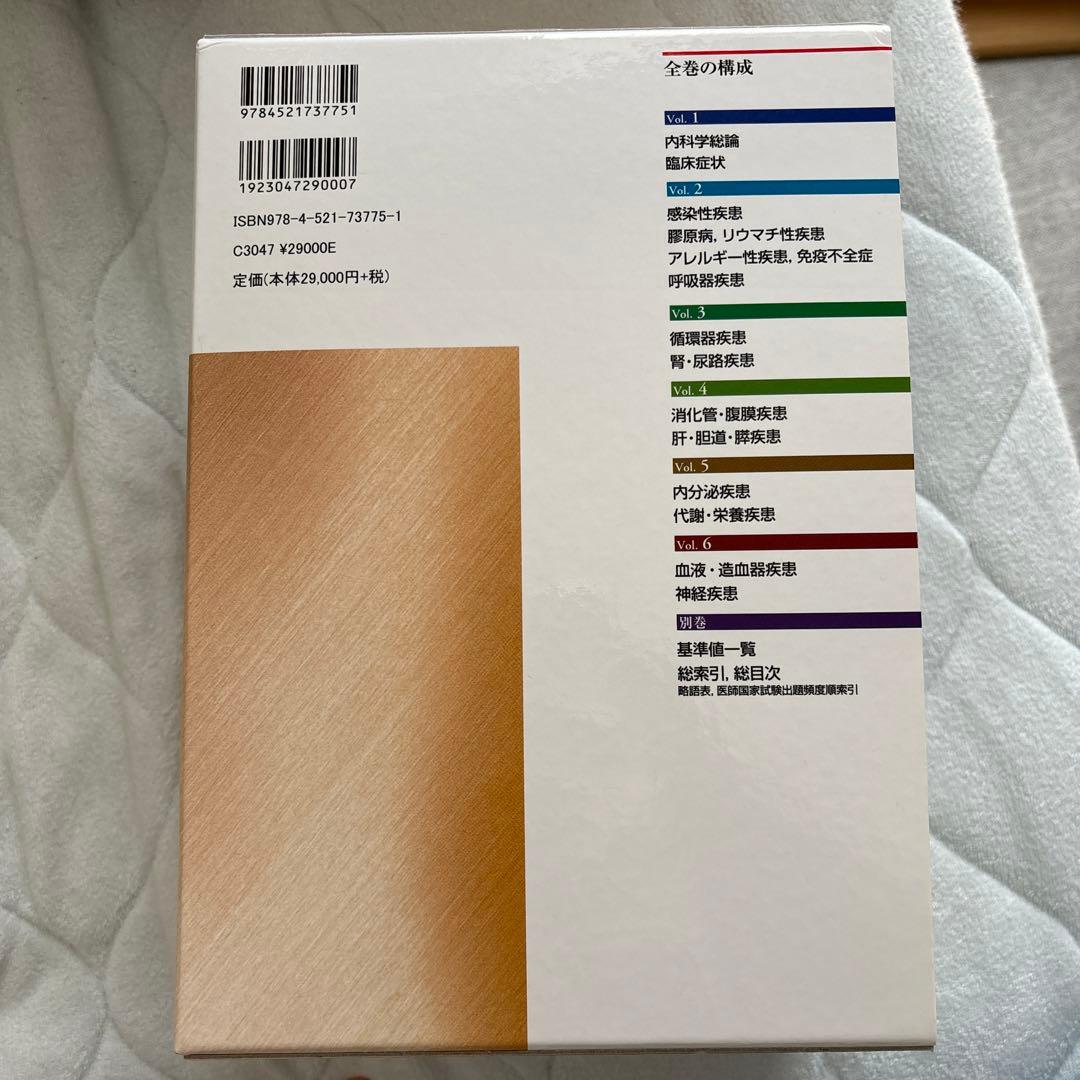 9784521737751
1923047290007
ISBN978-4-521-73775-1
C3047 ¥29000E
定価(本体29,000円+税)
全巻の構成
Vol. 1
内科学総論
臨床症状
Vol. 2
感染性疾患
膠原病, リウマチ性疾患
アレルギー性疾患, 免疫不全症
呼吸器疾患
Vol. 3
循環器疾患
腎・尿路疾患
Vol. 4
消化管・腹膜疾患
肝・胆道・膵疾患
Vol. 5
内分泌疾患
代謝・栄養疾患
Vol. 6
血液・造血器疾患
神経疾患
別巻
基準値一覧
総索引, 総目次
略語表, 医師国家試験出題頻度順索引